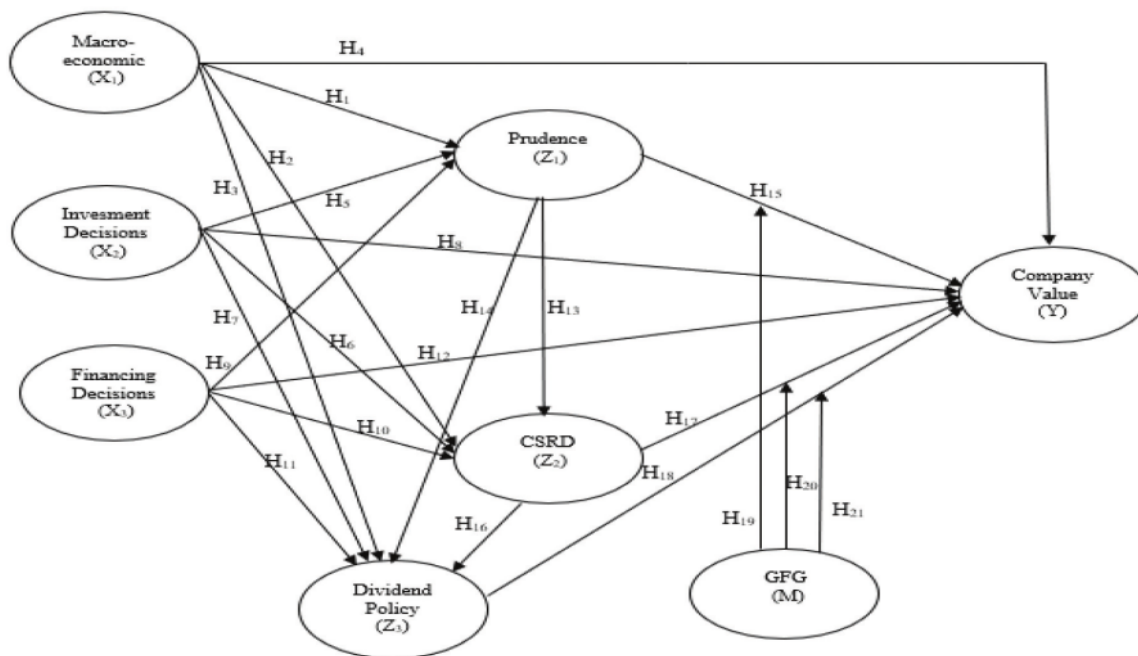 Macro-
economic
(X₁)
H₄
H₁
Prudence
(Z₁)
H₂
H₃
H₅
H₁₅
Invesment
Decisions
(X₂)
H₈
Company
Value
(Y)
H₇
H₁₄
H₁₃
H₆
H₁₂
H₉
Financing
Decisions
(X₃)
H₁₀
H₁₇
CSRD
(Z₂)
H₁₁
H₁₈
H₂₀
H₁₆
H₁₉
H₂₁
Dividend
Policy
(Z₃)
GFG
(M)